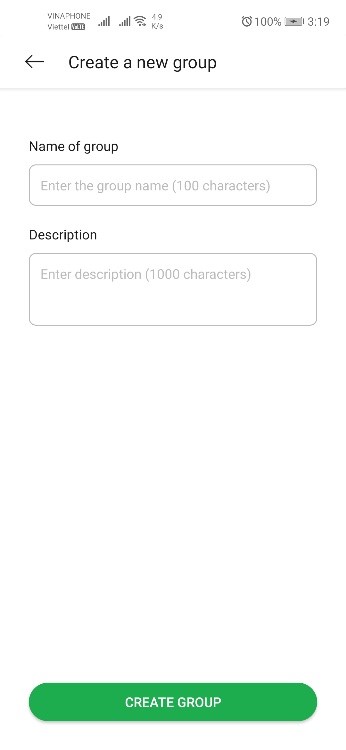 VINAPHONE
Viettel VoLTE
4.9
K/s
100%
3:19
Create a new group
Name of group
Enter the group name (100 characters)
Description
Enter description (1000 characters)
CREATE GROUP